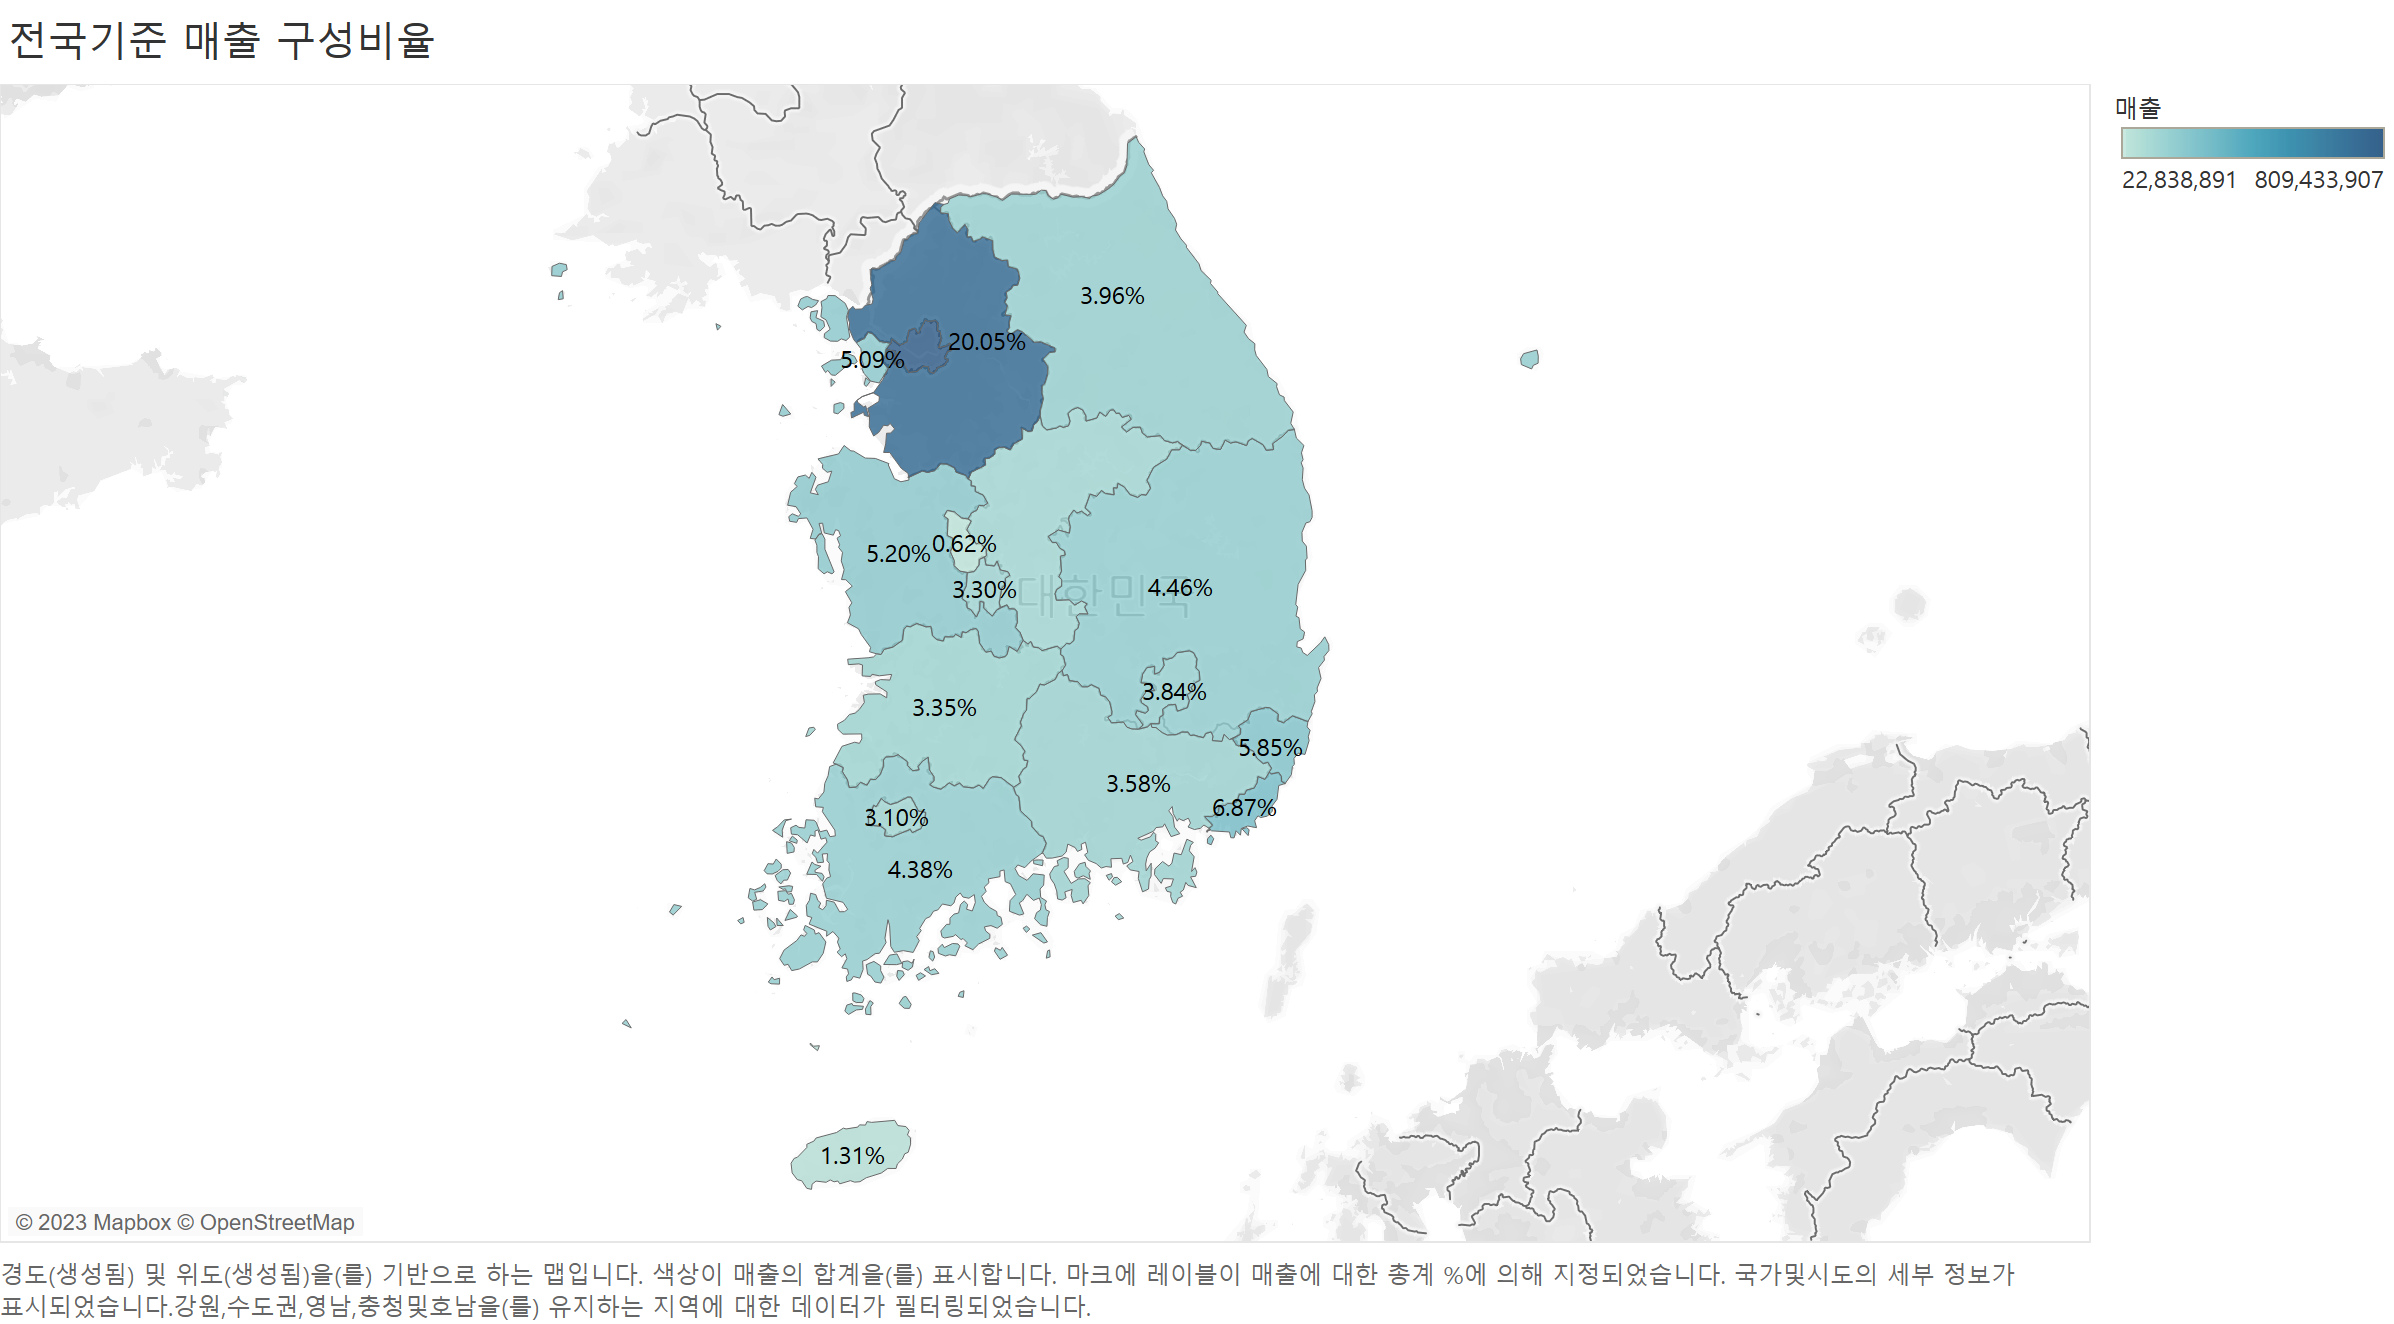 전국기준 매출 구성비율
매출
22,838,891 809,433,907
3.96%
20.05%
5.09%
5.20%
0.62%
3.30%
대한민국
4.46%
3.35%
3.84%
5.85%
3.58%
6.87%
3.10%
4.38%
1.31%
© 2023 Mapbox © OpenStreetMap
경도(생성됨) 및 위도(생성됨)을(를) 기반으로 하는 맵입니다. 색상이 매출의 합계을(를) 표시합니다. 마크에 레이블이 매출에 대한 총계 %에 의해 지정되었습니다. 국가및시도의 세부 정보가
표시되었습니다.강원,수도권,영남,충청및호남을(를) 유지하는 지역에 대한 데이터가 필터링되었습니다.